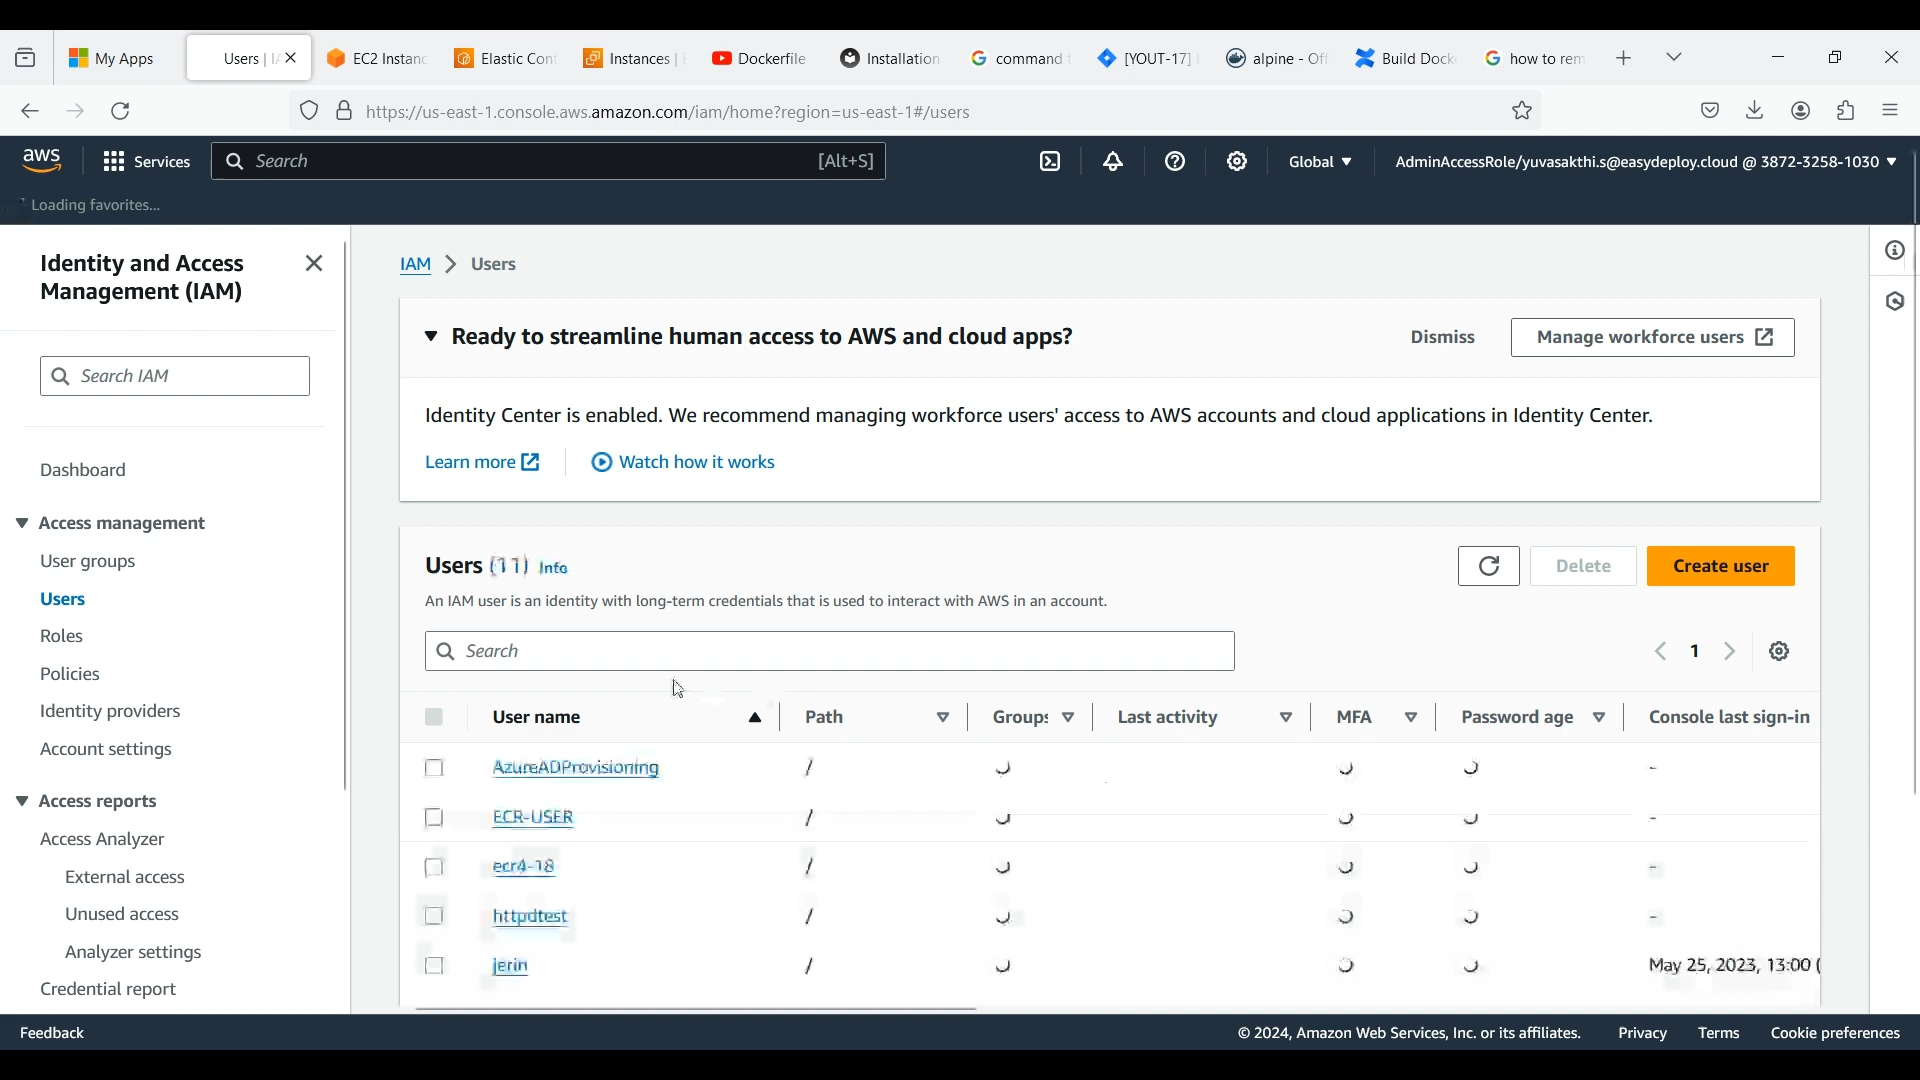 My Apps
Users | I
EC2 Instanc
Elastic Cont
Instances |
Dockerfile
Installation
command t
[YOUT-17]
alpine - Off
Build Docke
how to rem
https://us-east-1.console.aws.amazon.com/iam/home?region=us-east-1#/users
aws
Services
Search
[Alt+S]
Global
AdminAccessRole/yuvasakthi.s@easydeploy.cloud @ 3872-3258-1030
Loading favorites...
Identity and Access
Management (IAM)
Search IAM
Dashboard
Access management
User groups
Users
Roles
Policies
Identity providers
Account settings
Access reports
Access Analyzer
External access
Unused access
Analyzer settings
Credential report
IAM > Users
Ready to streamline human access to AWS and cloud apps?
Dismiss
Manage workforce users
Identity Center is enabled. We recommend managing workforce users' access to AWS accounts and cloud applications in Identity Center.
Learn more
Watch how it works
Users (11) Info
Delete
Create user
An IAM user is an identity with long-term credentials that is used to interact with AWS in an account.
Search
1
User name Path Groups Last activity MFA Password age Console last sign-in
AzureADProvisioning / -
ECR-USER / -
ecr4-18 / -
httpdtest / -
jerin / May 25, 2023, 13:00 (
Feedback
© 2024, Amazon Web Services, Inc. or its affiliates.
Privacy
Terms
Cookie preferences